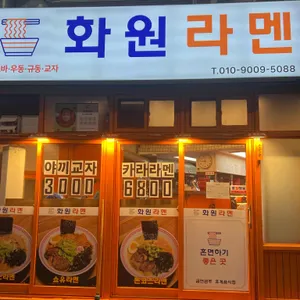 화원라멘
바·우동·규동·교자
T.010-9009-5088
야끼교자
3000
카라라멘
6800
화원라멘
화원라멘
화원라멘
혼면하기
좋은 곳
쇼유라멘